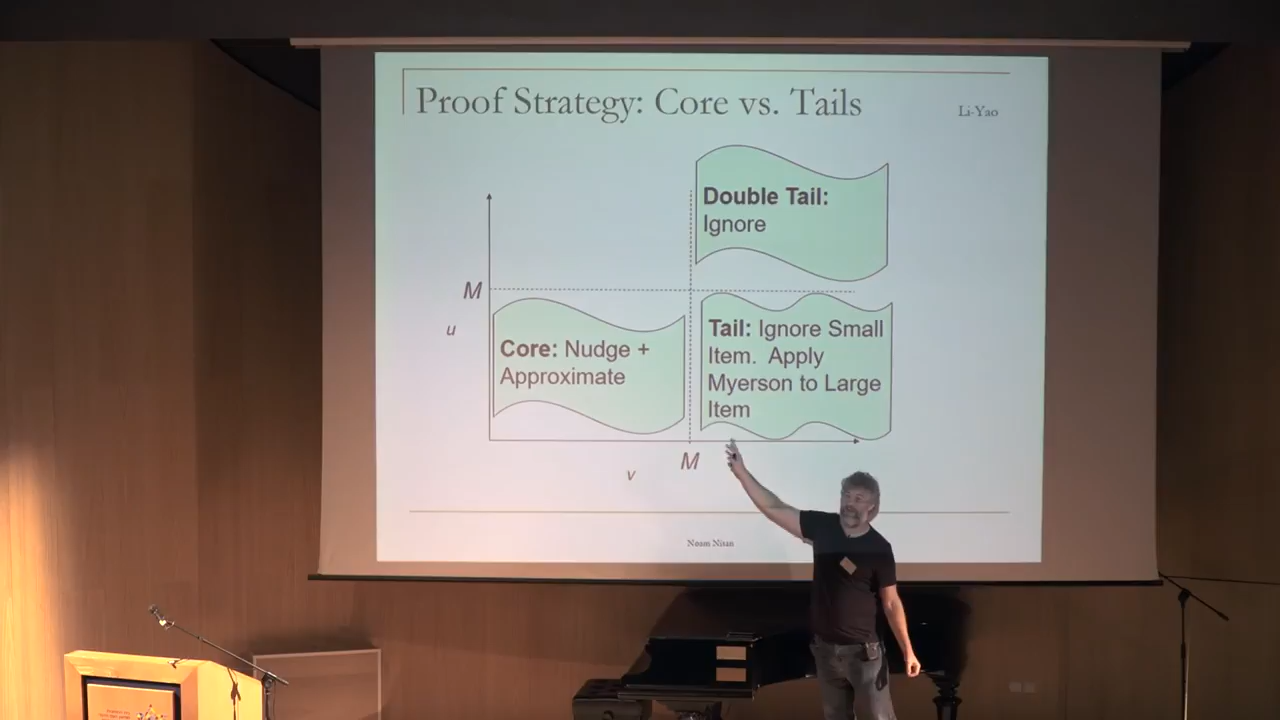 Proof Strategy: Core vs. Tails
Li-Yao
Double Tail:
Ignore
M
u
Core: Nudge +
Approximate
Tail: Ignore Small
Item. Apply
Myerson to Large
Item
v
M
Noam Nisan